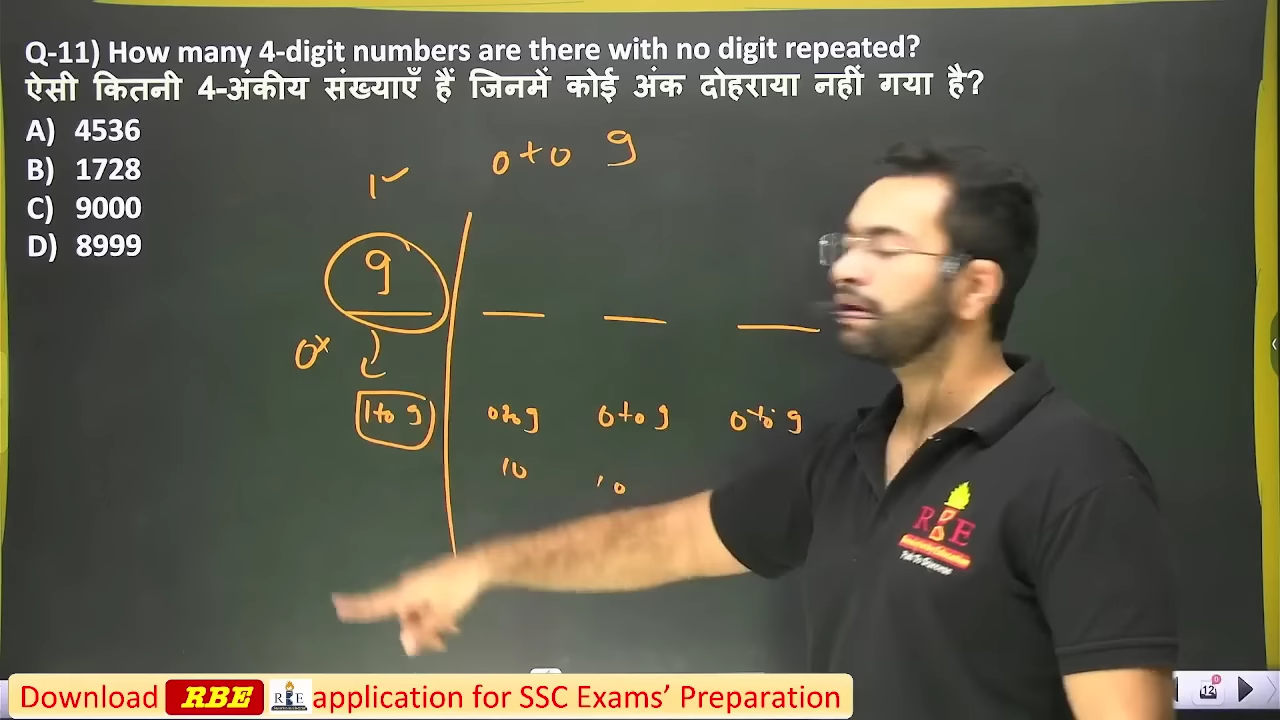 Q-11) How many 4-digit numbers are there with no digit repeated?
ऐसी कितनी 4-अंकीय संख्याएँ हैं जिनमें कोई अंक दोहराया नहीं गया है?
A) 4536
B) 1728
C) 9000
D) 8999
0 to 9
1 ✓
9
0 ×
1 to 9 0 to 9 0 to 9 0 to 9
10 10
RBE
Download RBE RBE application for SSC Exams' Preparation
12